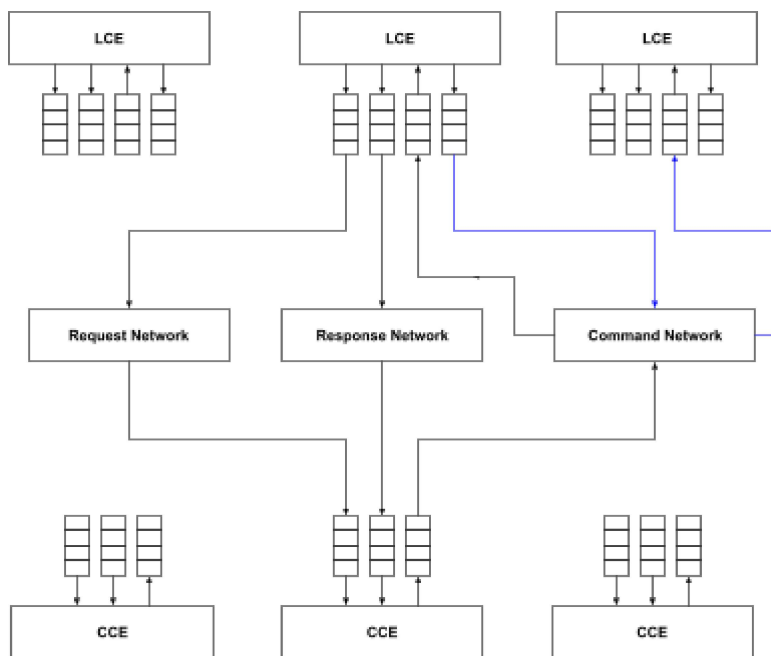 LCE
LCE
LCE
Request Network
Response Network
Command Network
CCE
CCE
CCE